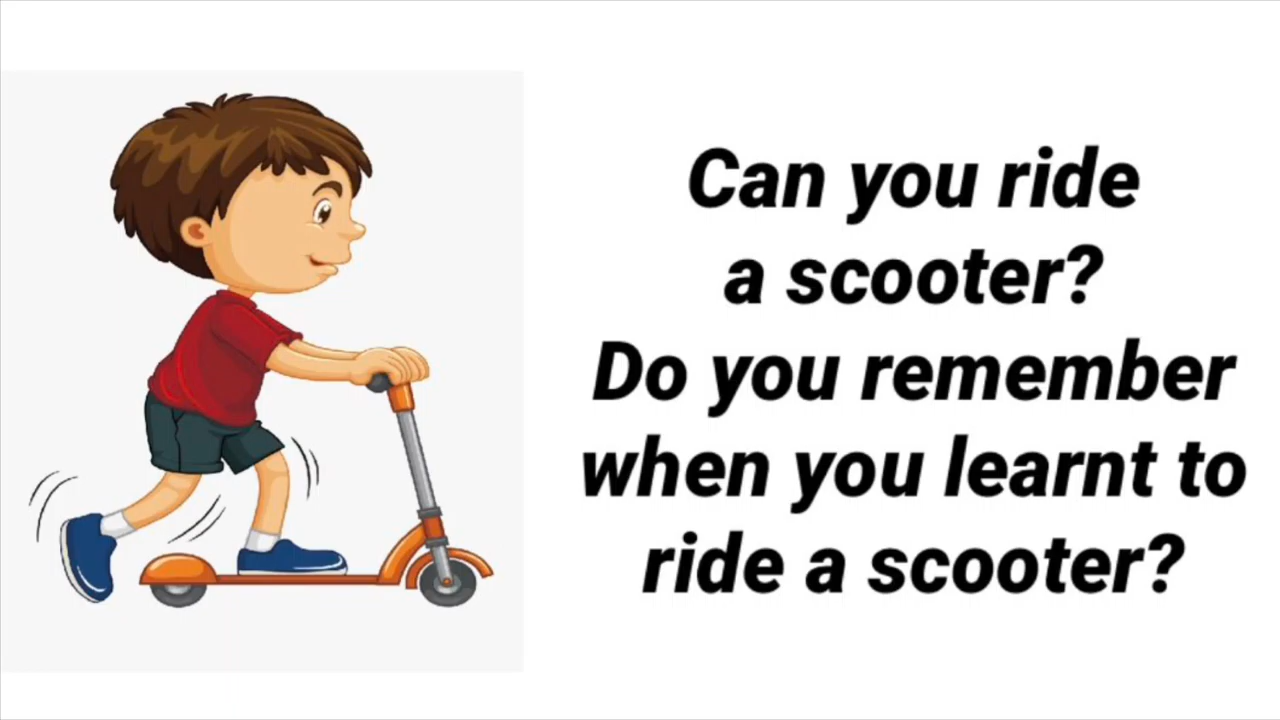 Can you ride
a scooter?
Do you remember
when you learnt to
ride a scooter?